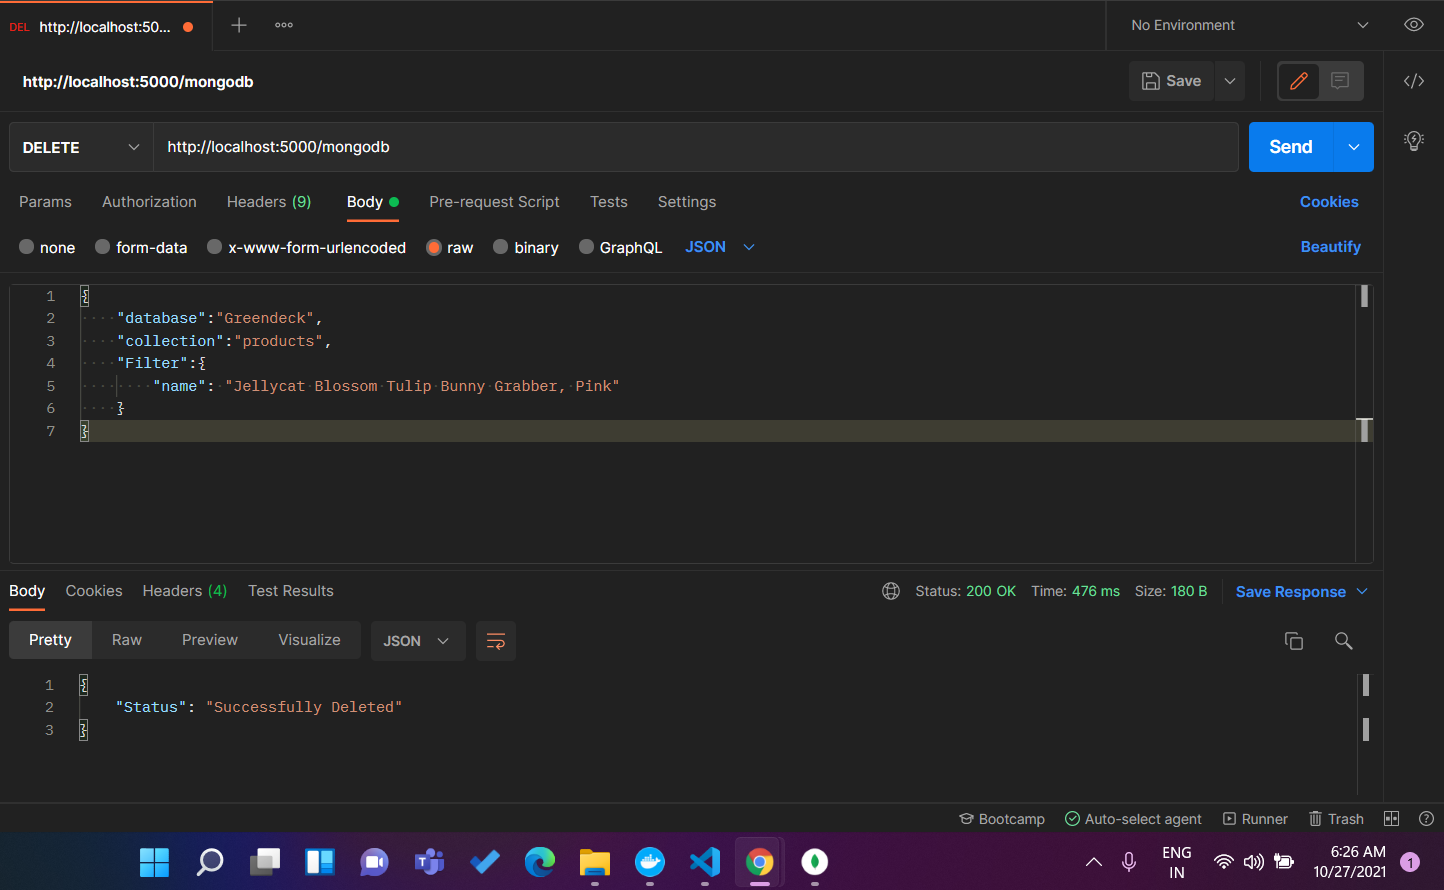 DEL http://localhost:50...
No Environment
http://localhost:5000/mongodb
Save
DELETE
http://localhost:5000/mongodb
Send
Params Authorization Headers (9) Body Pre-request Script Tests Settings Cookies
none form-data x-www-form-urlencoded raw binary GraphQL JSON Beautify
1 {
2 "database":"Greendeck",
3 "collection":"products",
4 "Filter":{
5 "name": "Jellycat Blossom Tulip Bunny Grabber, Pink"
6 }
7 }
Body Cookies Headers (4) Test Results Status: 200 OK Time: 476 ms Size: 180 B Save Response
Pretty Raw Preview Visualize JSON
1 {
2 "Status": "Successfully Deleted"
3 }
Bootcamp Auto-select agent Runner Trash
ENG
IN
6:26 AM
10/27/2021
1